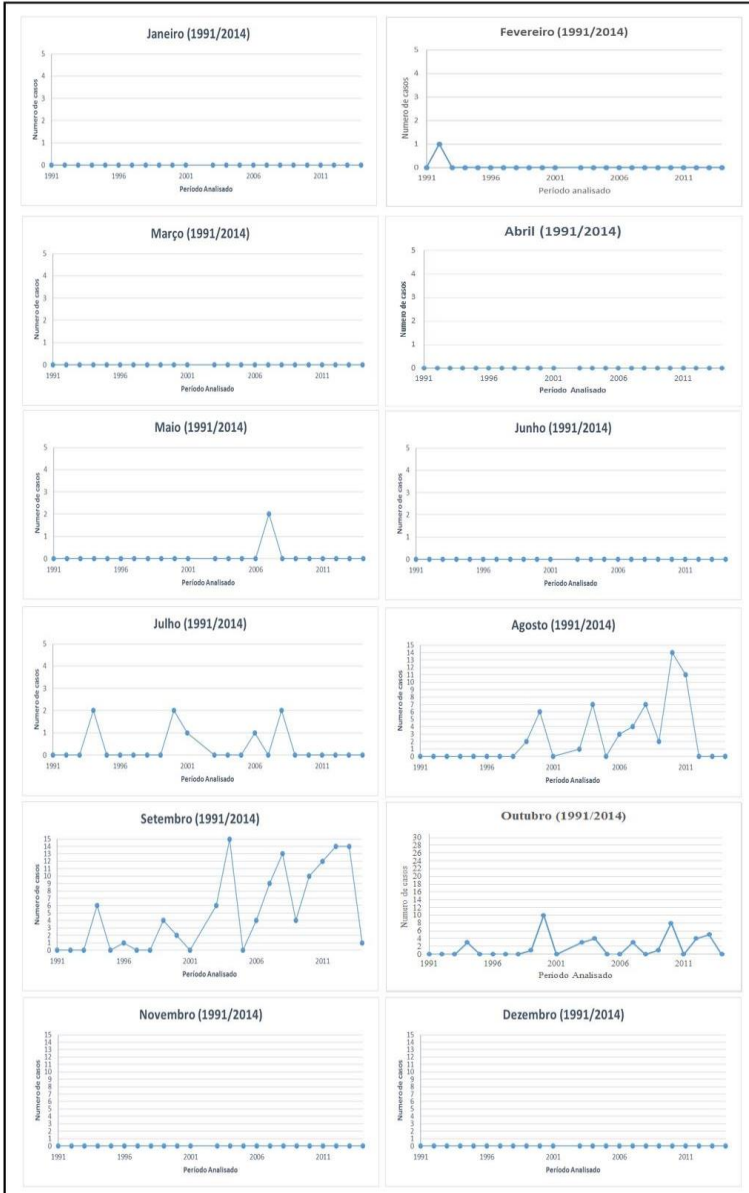 Janeiro (1991/2014)
Numero de casos
5
4
3
2
1
0
1991 1996 2001 2006 2011
Período Analisado
Fevereiro (1991/2014)
Numero de casos
5
4
3
2
1
0
1991 1996 2001 2006 2011
Período analisado
Março (1991/2014)
Numero de casos
5
4
3
2
1
0
1991 1996 2001 2006 2011
Período Analisado
Abril (1991/2014)
Numero de casos
5
4
3
2
1
0
1991 1996 2001 2006 2011
Período Analisado
Maio (1991/2014)
Numero de casos
5
4
3
2
1
0
1991 1996 2001 2006 2011
Período Analisado
Junho (1991/2014)
Numero de casos
5
4
3
2
1
0
1991 1996 2001 2006 2011
Período Analisado
Julho (1991/2014)
Numero de casos
5
4
3
2
1
0
1991 1996 2001 2006 2011
Período Analisado
Agosto (1991/2014)
Numero de casos
15
14
13
12
11
10
9
8
7
6
5
4
3
2
1
0
1991 1996 2001 2006 2011
Período Analisado
Setembro (1991/2014)
Numero de casos
15
14
13
12
11
10
9
8
7
6
5
4
3
2
1
0
1991 1996 2001 2006 2011
Período Analisado
Outubro (1991/2014)
Numero de casos
30
28
26
24
22
20
18
16
14
12
10
8
6
4
2
0
1991 1996 2001 2006 2011
Período Analisado
Novembro (1991/2014)
Numero de casos
15
14
13
12
11
10
9
8
7
6
5
4
3
2
1
0
1991 1996 2001 2006 2011
Período Analisado
Dezembro (1991/2014)
Numero de casos
15
14
13
12
11
10
9
8
7
6
5
4
3
2
1
0
1991 1996 2001 2006 2011
Período Analisado